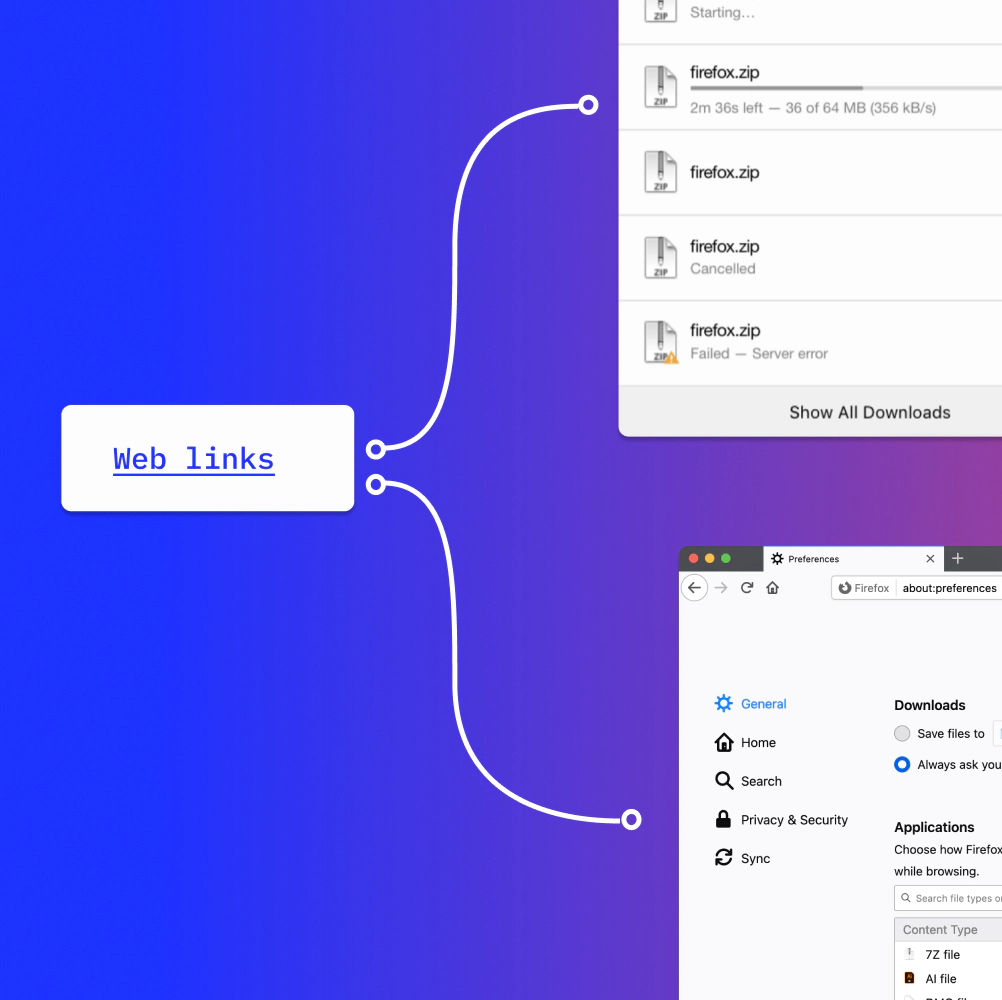 ZIP
Starting…
firefox.zip
ZIP
2m 36s left — 36 of 64 MB (356 kB/s)
firefox.zip
ZIP
firefox.zip
Cancelled
ZIP
firefox.zip
Failed — Server error
ZIP
Show All Downloads
Web links
Preferences
Firefox about:preferences
General
Home
Search
Privacy & Security
Sync
Downloads
Save files to
Always ask you
Applications
Choose how Firefox
while browsing.
Search file types or
Content Type
7Z file
AI file